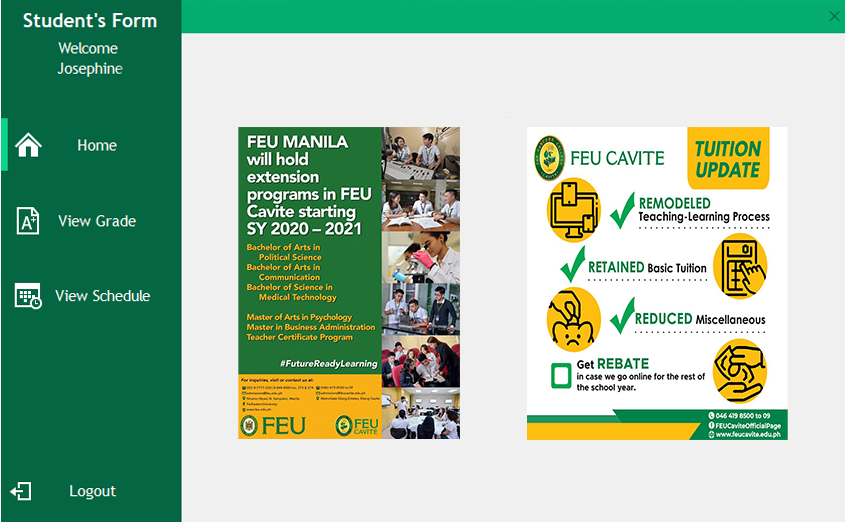 Student's Form
Welcome
Josephine
Home
View Grade
View Schedule
Logout
FEU MANILA
will hold
extension
programs in FEU
Cavite starting
SY 2020 – 2021
Bachelor of Arts in
Political Science
Bachelor of Arts in
Communication
Bachelor of Science in
Medical Technology
Master of Arts in Psychology
Master in Business Administration
Teacher Certificate Program
#FutureReadyLearning
For inquiries, visit or contact us at:
www.feu.edu.ph
FEU
FEU
CAVITE
FEU CAVITE
TUITION
UPDATE
REMODELED
Teaching-Learning Process
RETAINED Basic Tuition
REDUCED Miscellaneous
Get REBATE
in case we go online for the rest of
the school year.
046 419 8500 to 09
FEUCaviteOfficialPage
www.feucavite.edu.ph